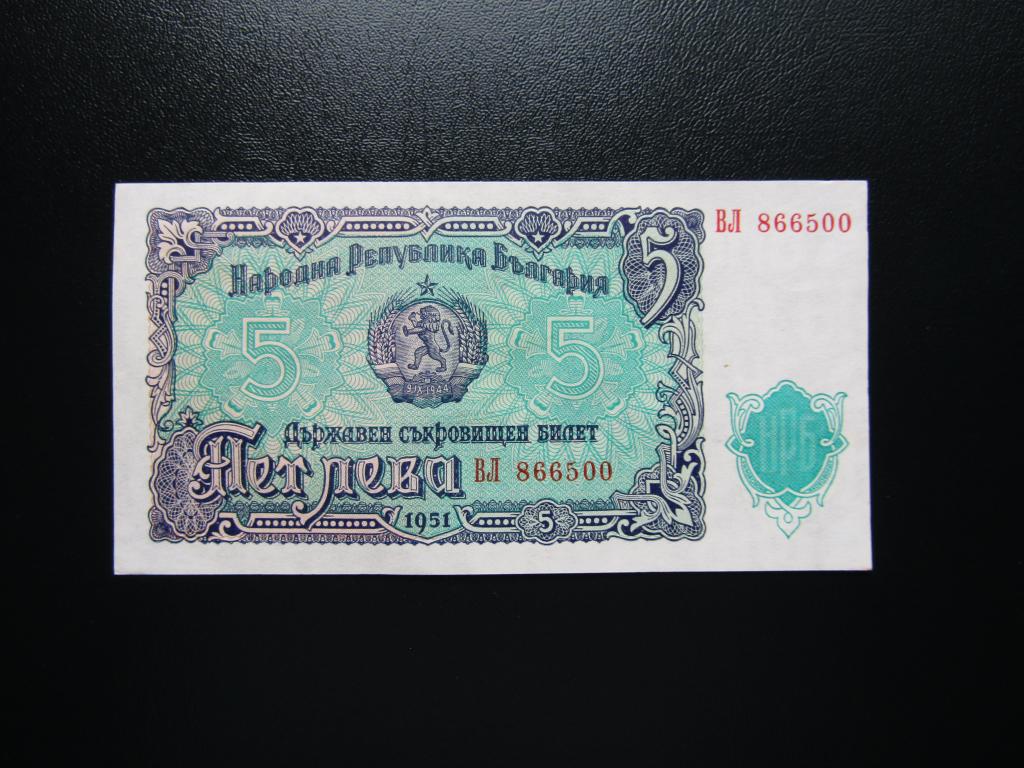 ВЛ 866500
Народна Република България
5
5
5
9·IX·1944
Държавен съкровищен билет
Пет лева
ВЛ 866500
1951
5
НРБ